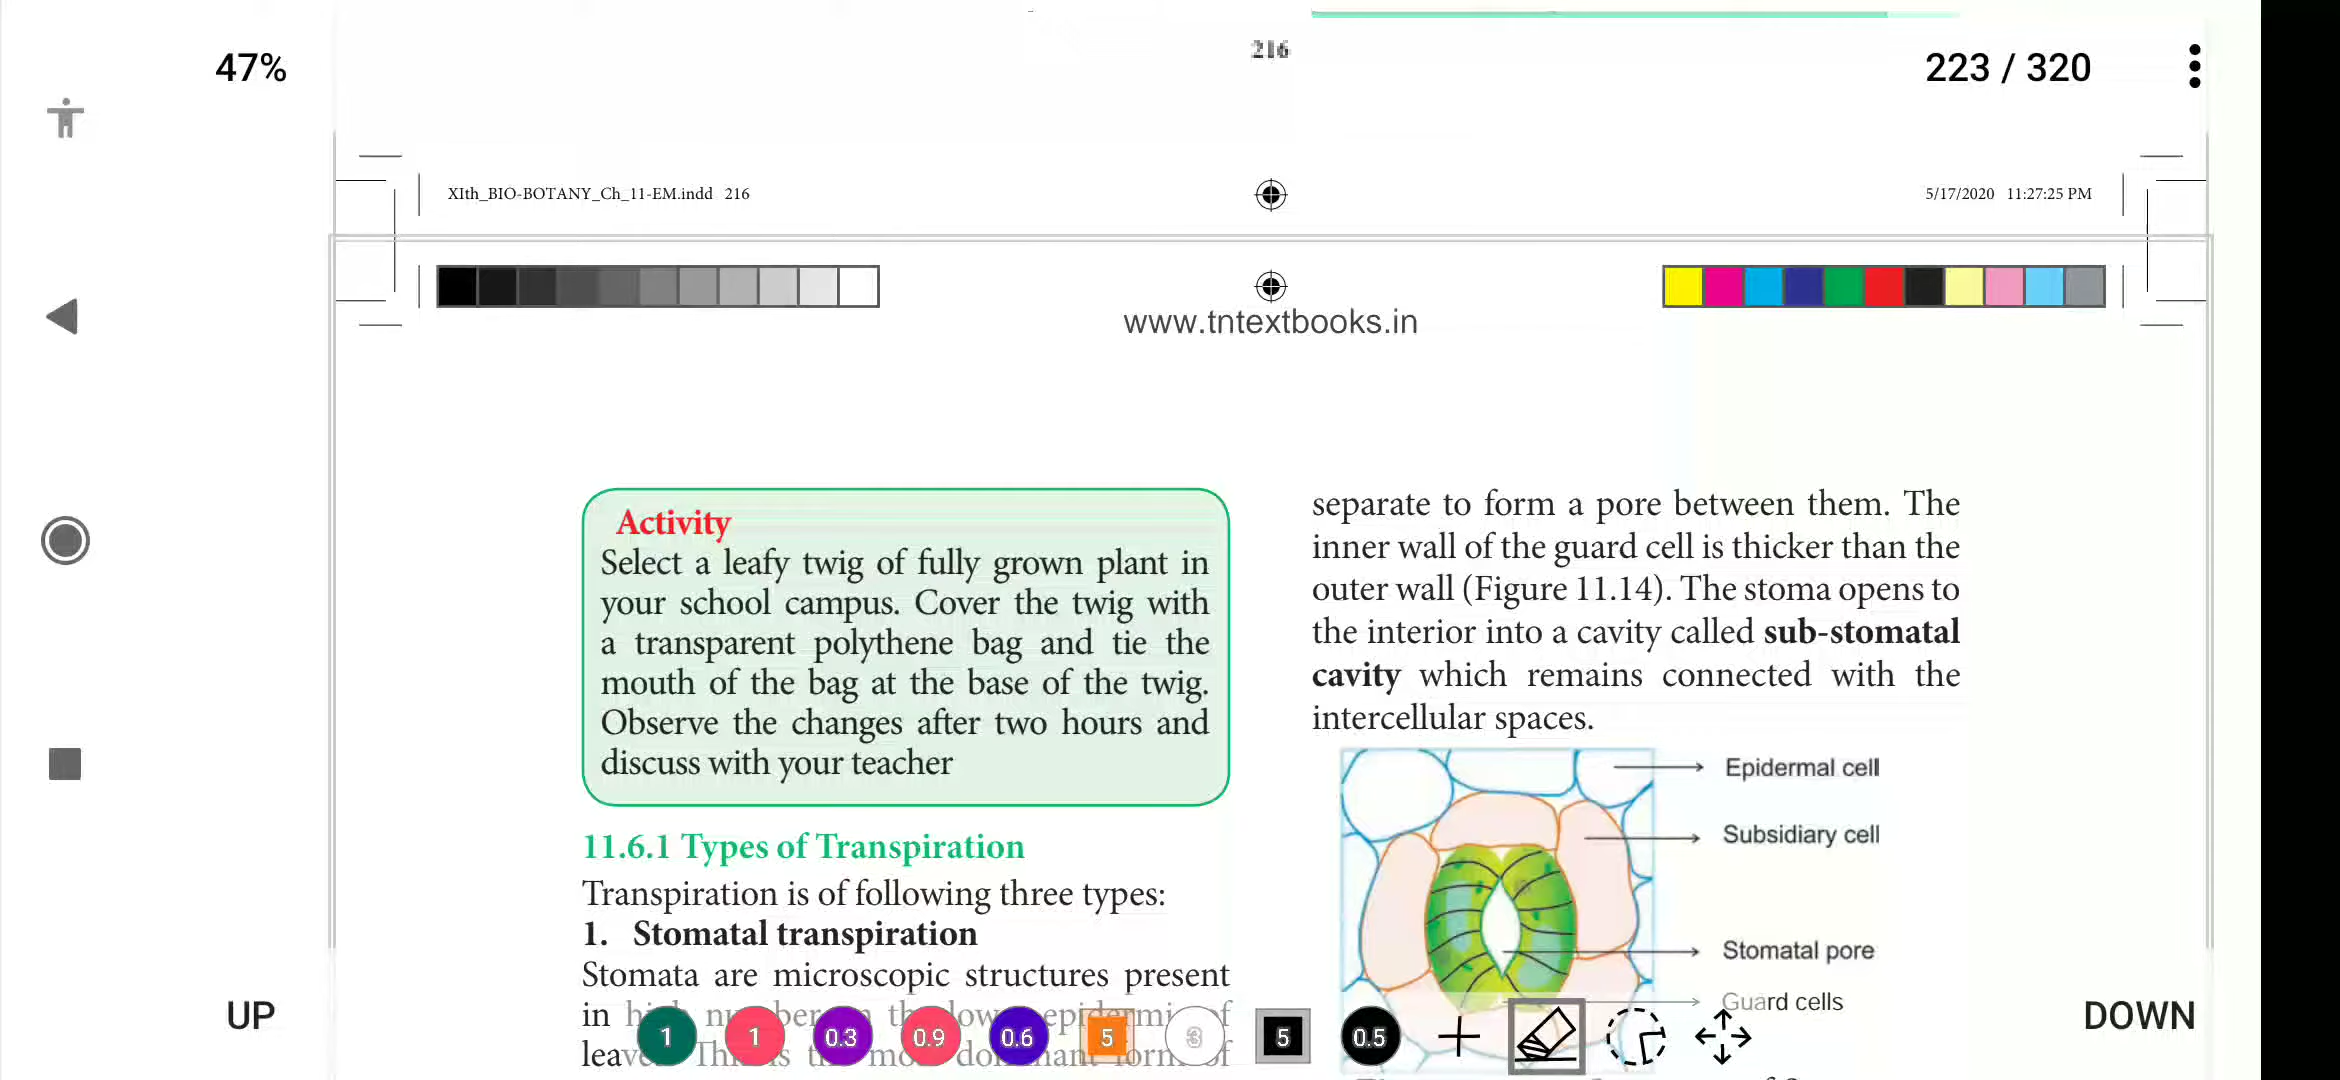 216
47%
223 / 320
XIth_BIO-BOTANY_Ch_11-EM.indd 216
5/17/2020 11:27:25 PM
www.tntextbooks.in
Activity
Select a leafy twig of fully grown plant in
your school campus. Cover the twig with
a transparent polythene bag and tie the
mouth of the bag at the base of the twig.
Observe the changes after two hours and
discuss with your teacher
11.6.1 Types of Transpiration
Transpiration is of following three types:
1. Stomatal transpiration
Stomata are microscopic structures present
in of
of
separate to form a pore between them. The
inner wall of the guard cell is thicker than the
outer wall (Figure 11.14). The stoma opens to
the interior into a cavity called sub-stomatal
cavity which remains connected with the
intercellular spaces.
Epidermal cell
Subsidiary cell
Stomatal pore
Guard cells
UP
1 1 0.3 0.9 0.6 5 3 5 0.5
DOWN